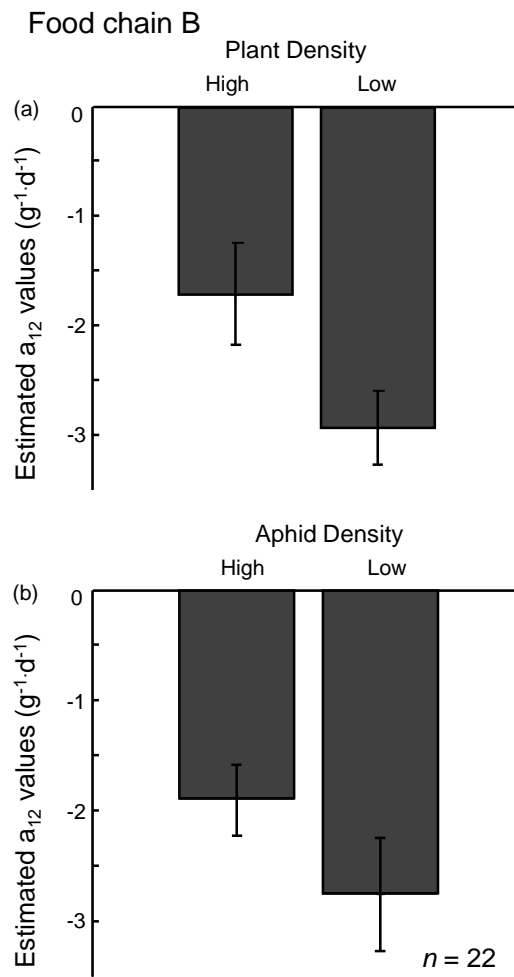 Food chain B
Plant Density
High Low
(a)
0
-1
-2
-3
Estimated a₁₂ values (g⁻¹·d⁻¹)
Aphid Density
High Low
(b)
0
-1
-2
-3
Estimated a₁₂ values (g⁻¹·d⁻¹)
n = 22